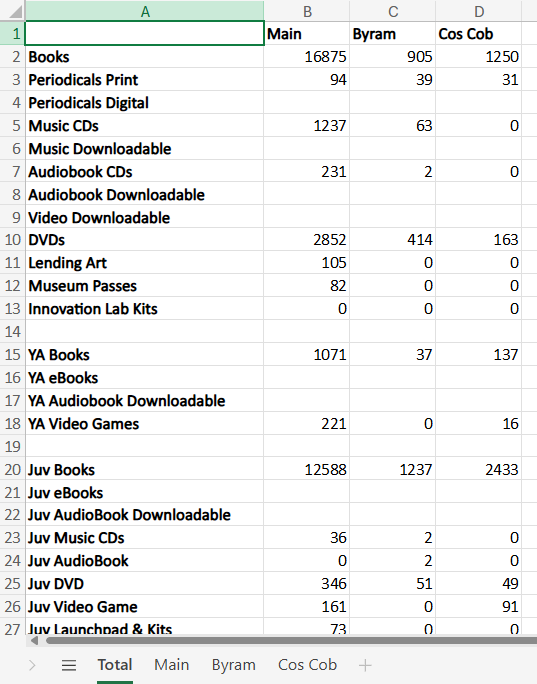 A B C D
1 Main Byram Cos Cob
2 Books 16875 905 1250
3 Periodicals Print 94 39 31
4 Periodicals Digital
5 Music CDs 1237 63 0
6 Music Downloadable
7 Audiobook CDs 231 2 0
8 Audiobook Downloadable
9 Video Downloadable
10 DVDs 2852 414 163
11 Lending Art 105 0 0
12 Museum Passes 82 0 0
13 Innovation Lab Kits 0 0 0
14
15 YA Books 1071 37 137
16 YA eBooks
17 YA Audiobook Downloadable
18 YA Video Games 221 0 16
19
20 Juv Books 12588 1237 2433
21 Juv eBooks
22 Juv AudioBook Downloadable
23 Juv Music CDs 36 2 0
24 Juv AudioBook 0 2 0
25 Juv DVD 346 51 49
26 Juv Video Game 161 0 91
27 Juv Launchpad & Kits 73 0 0
Total Main Byram Cos Cob